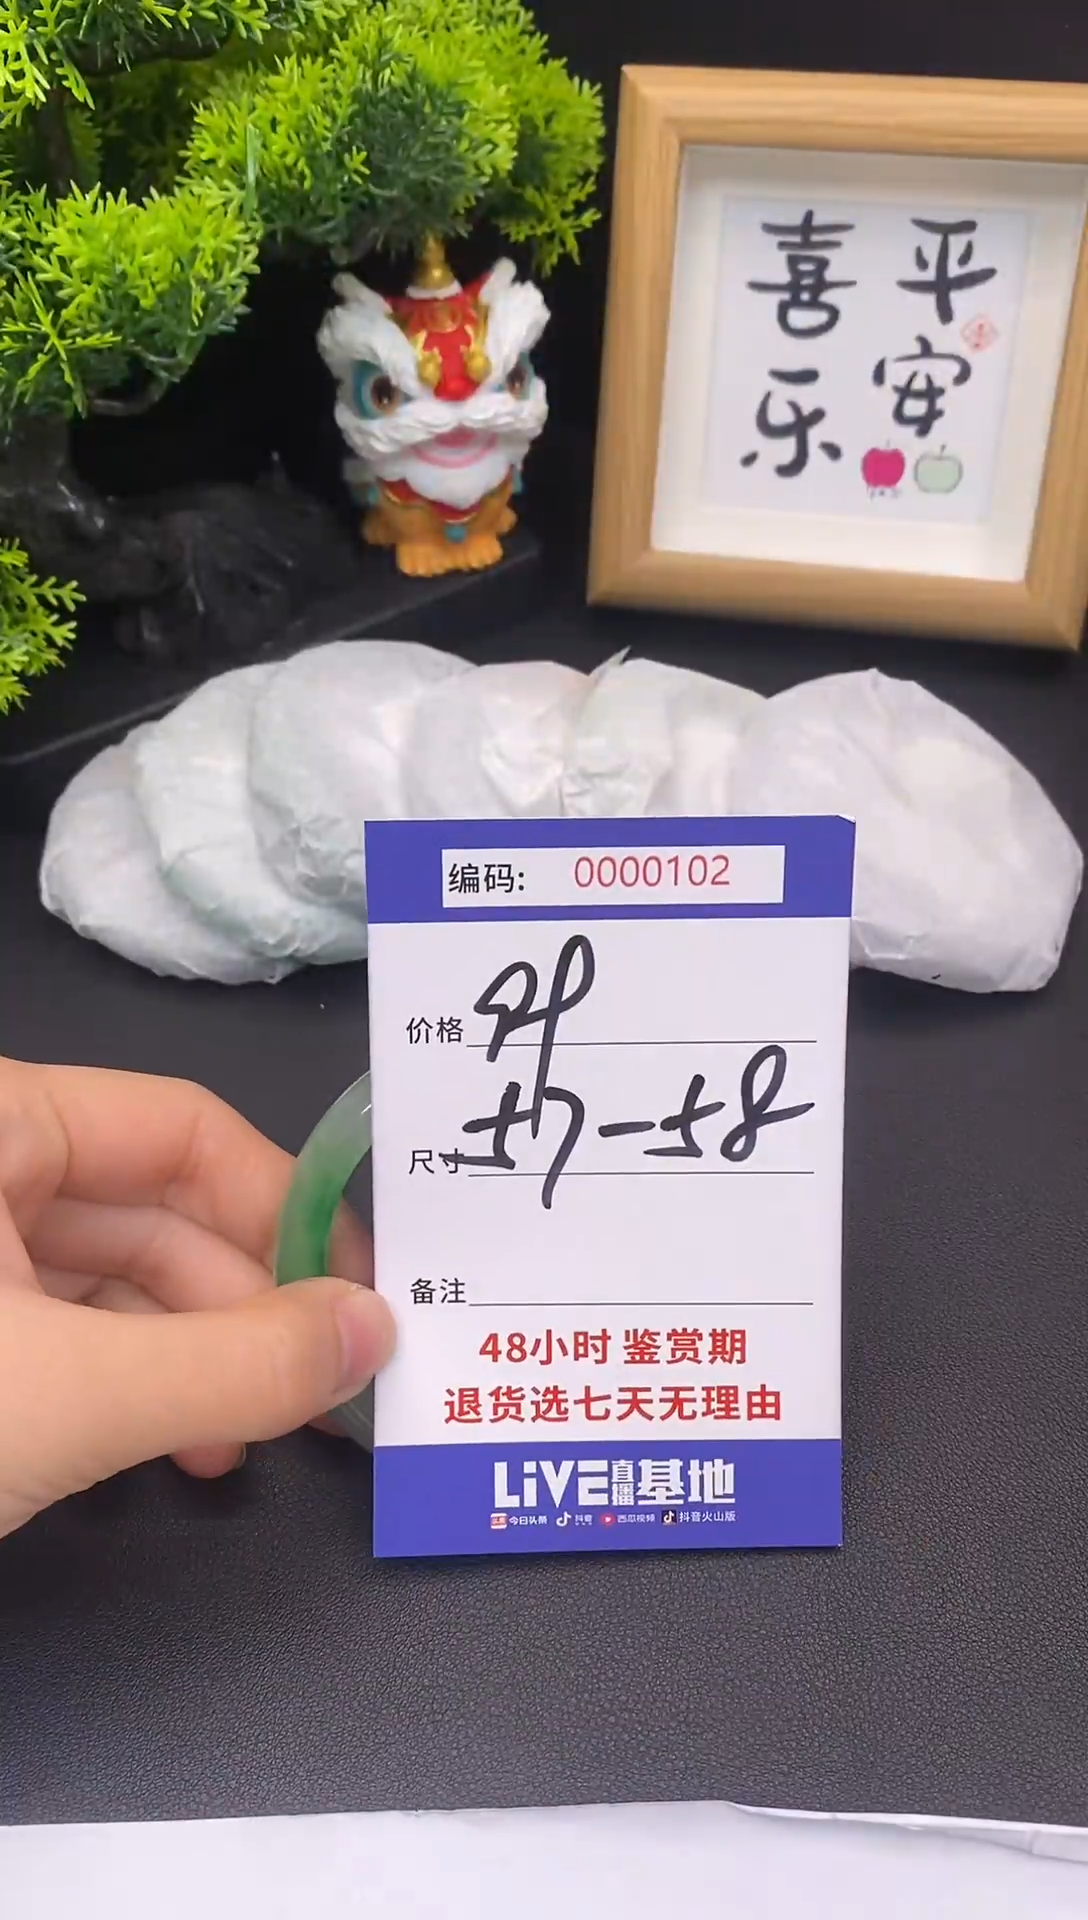 平安
喜乐
编码: 0000102
价格
尺寸 57-58
备注
48小时 鉴赏期
退货选七天无理由
LiVE直播基地
今日头条 抖音 西瓜视频 抖音火山版